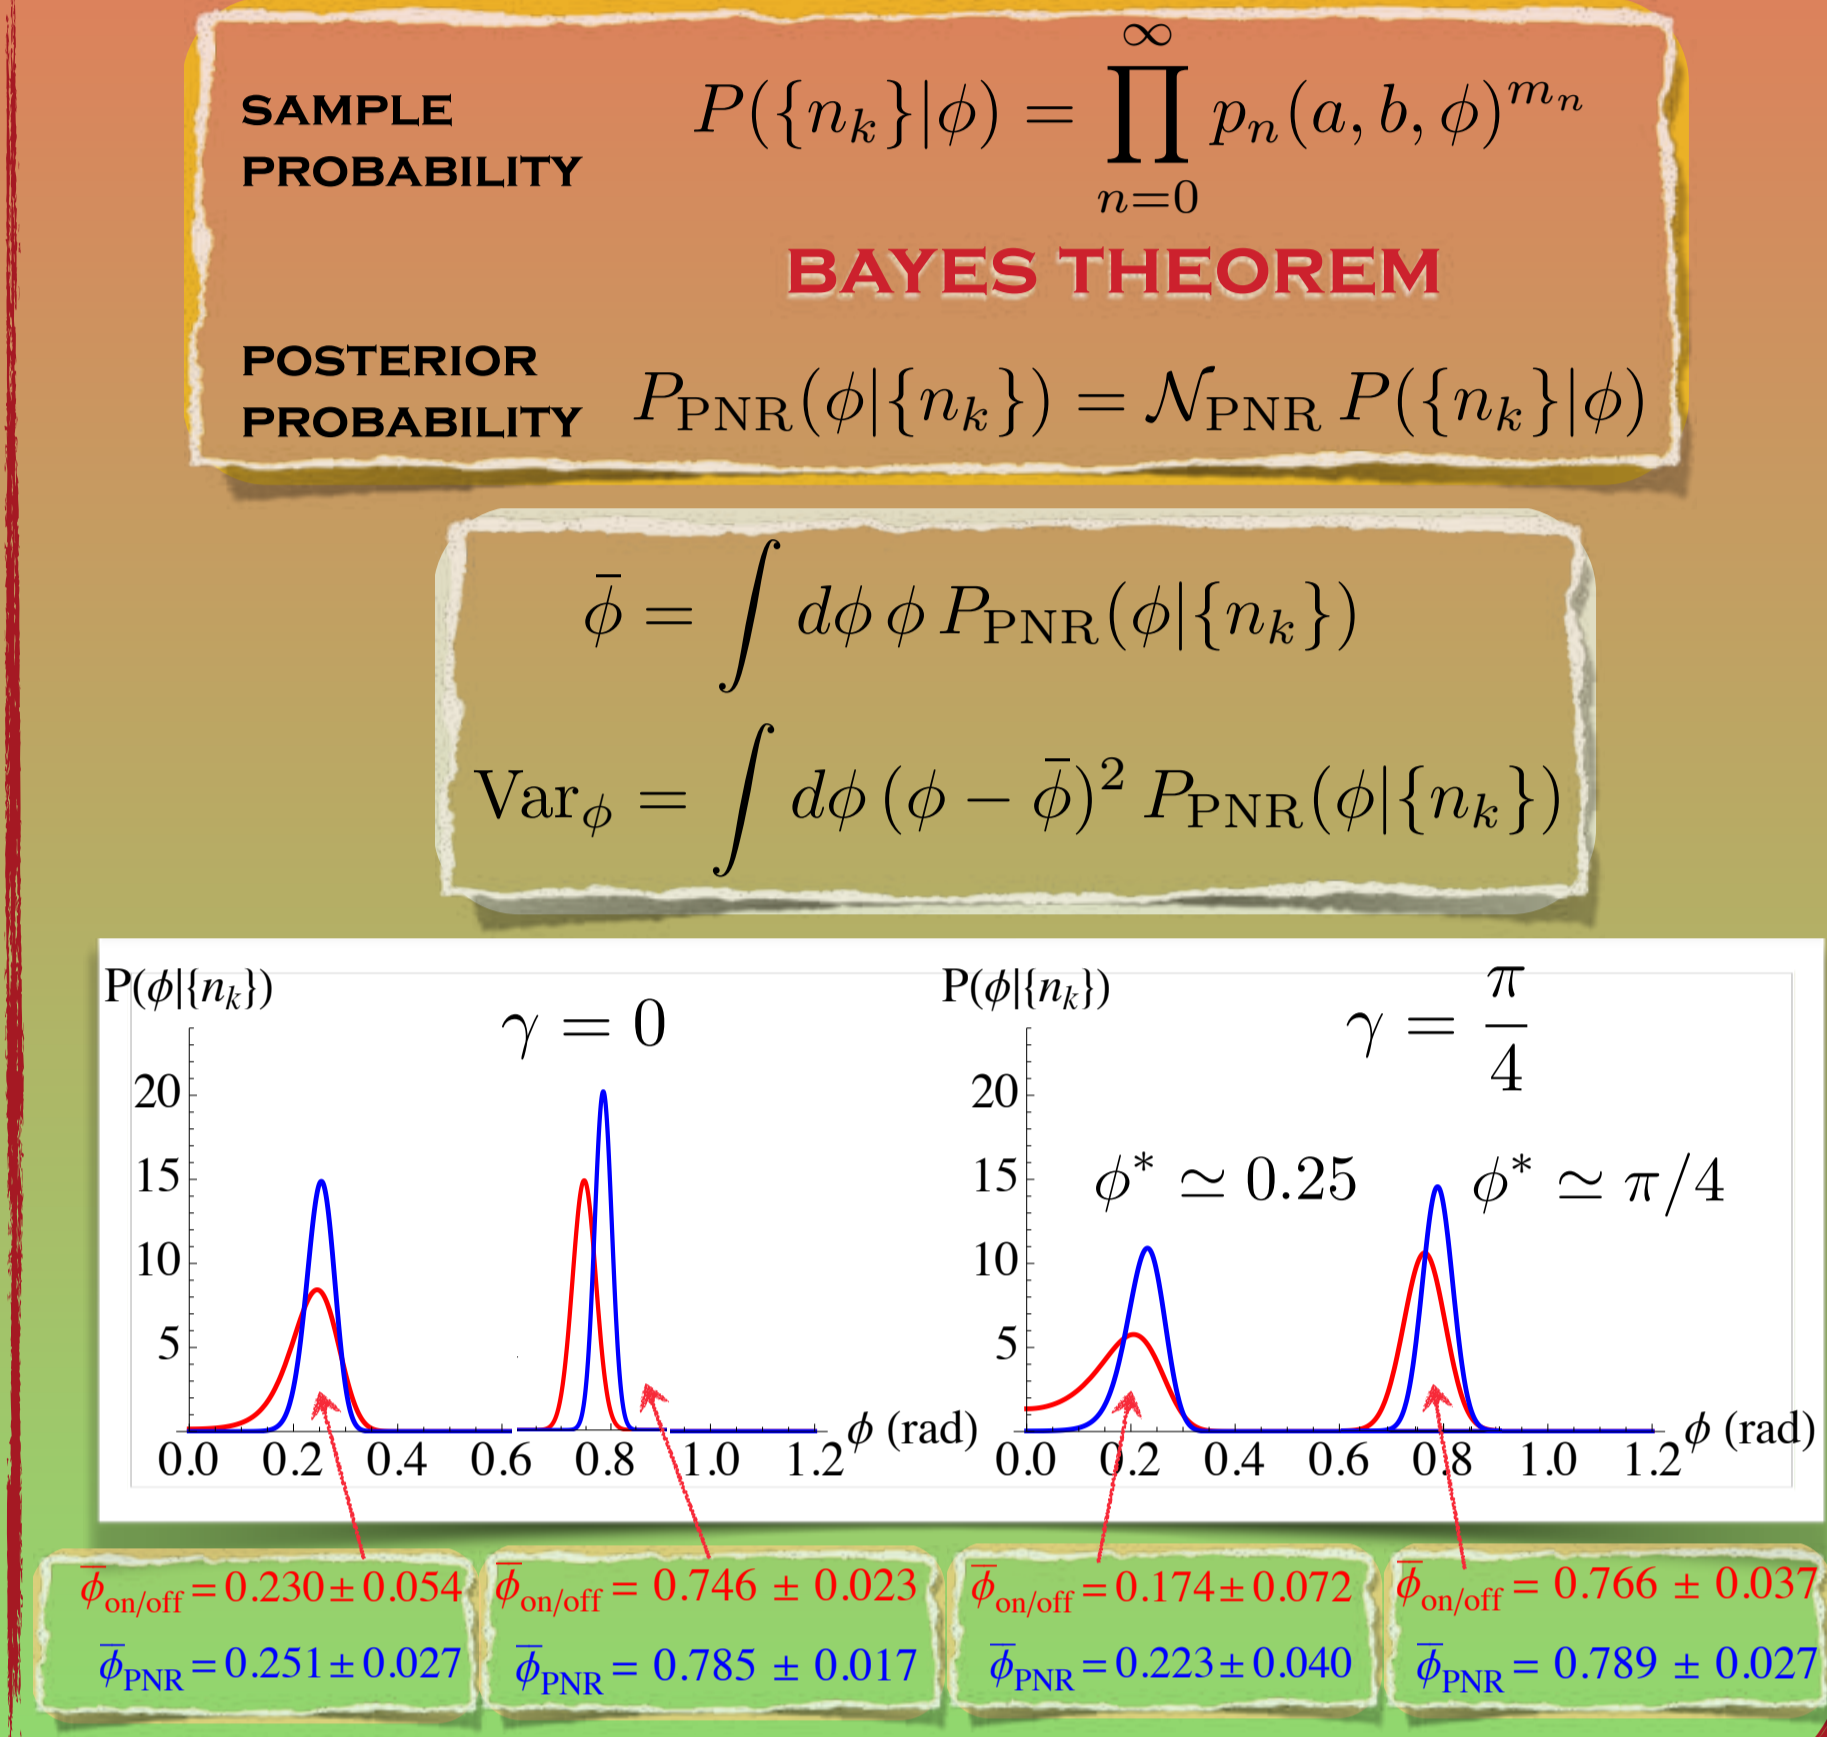 SAMPLE
PROBABILITY
P({n_k}|ϕ) = ∏_{n=0}^{∞} p_n(a, b, ϕ)^{m_n}
BAYES THEOREM
POSTERIOR
PROBABILITY
P_PNR(ϕ|{n_k}) = 𝒩_PNR P({n_k}|ϕ)
ϕ̄ = ∫ dϕ ϕ P_PNR(ϕ|{n_k})
Var_ϕ = ∫ dϕ (ϕ − ϕ̄)² P_PNR(ϕ|{n_k})
P(ϕ|{n_k})
γ = 0
20
15
10
5
0.0 0.2 0.4 0.6 0.8 1.0 1.2
ϕ (rad)
P(ϕ|{n_k})
γ = π/4
ϕ* ≃ 0.25
ϕ* ≃ π/4
20
15
10
5
0.0 0.2 0.4 0.6 0.8 1.0 1.2
ϕ (rad)
ϕ̄_on/off = 0.230 ± 0.054
ϕ̄_PNR = 0.251 ± 0.027
ϕ̄_on/off = 0.746 ± 0.023
ϕ̄_PNR = 0.785 ± 0.017
ϕ̄_on/off = 0.174 ± 0.072
ϕ̄_PNR = 0.223 ± 0.040
ϕ̄_on/off = 0.766 ± 0.037
ϕ̄_PNR = 0.789 ± 0.027